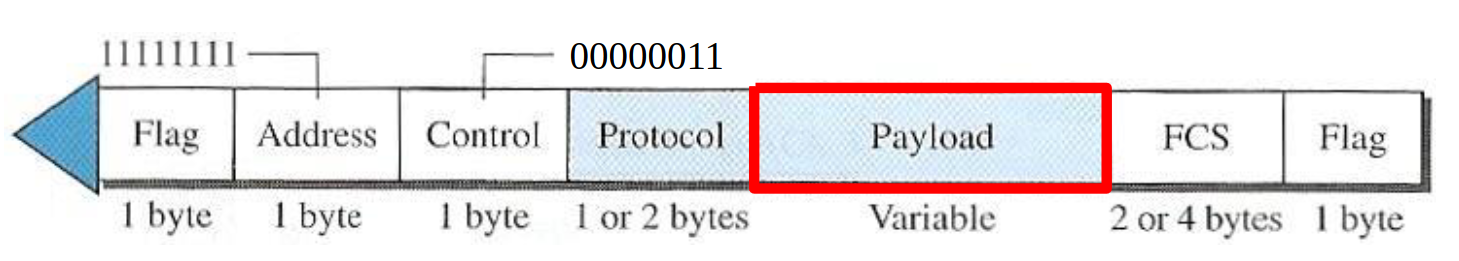 11111111 00000011
Flag Address Control Protocol Payload FCS Flag
1 byte 1 byte 1 byte 1 or 2 bytes Variable 2 or 4 bytes 1 byte